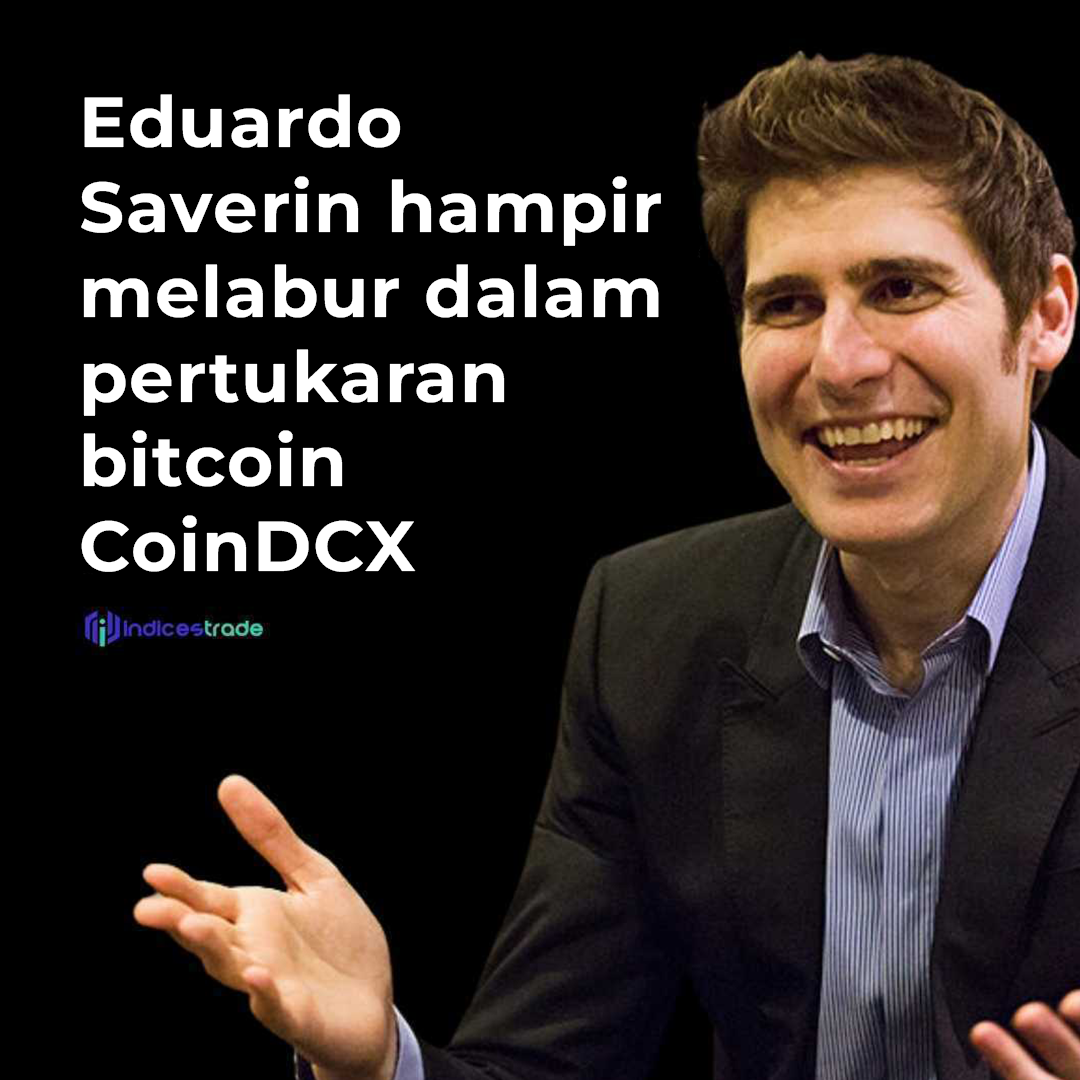 Eduardo
Saverin hampir
melabur dalam
pertukaran
bitcoin
CoinDCX
indicestrade